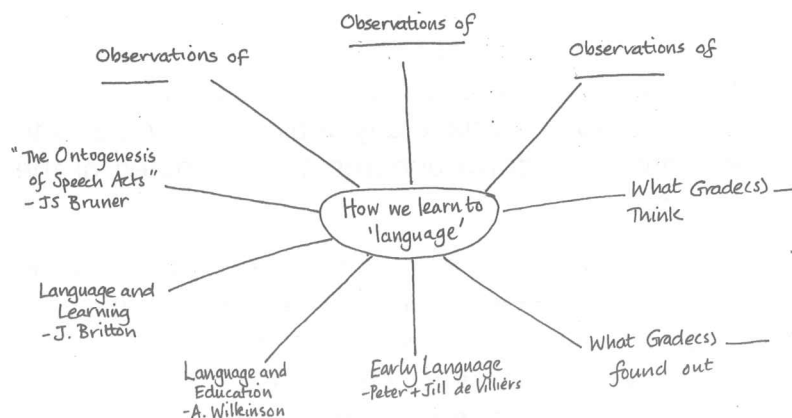 Observations of
Observations of
Observations of
"The Ontogenesis
of Speech Acts"
- JS Bruner
How we learn to
'language'
What Grade(s)
Think
Language and
Learning
- J. Britton
What Grade(s)
found out
Language and
Education
- A. Wilkinson
Early Language
- Peter + Jill de Villiers